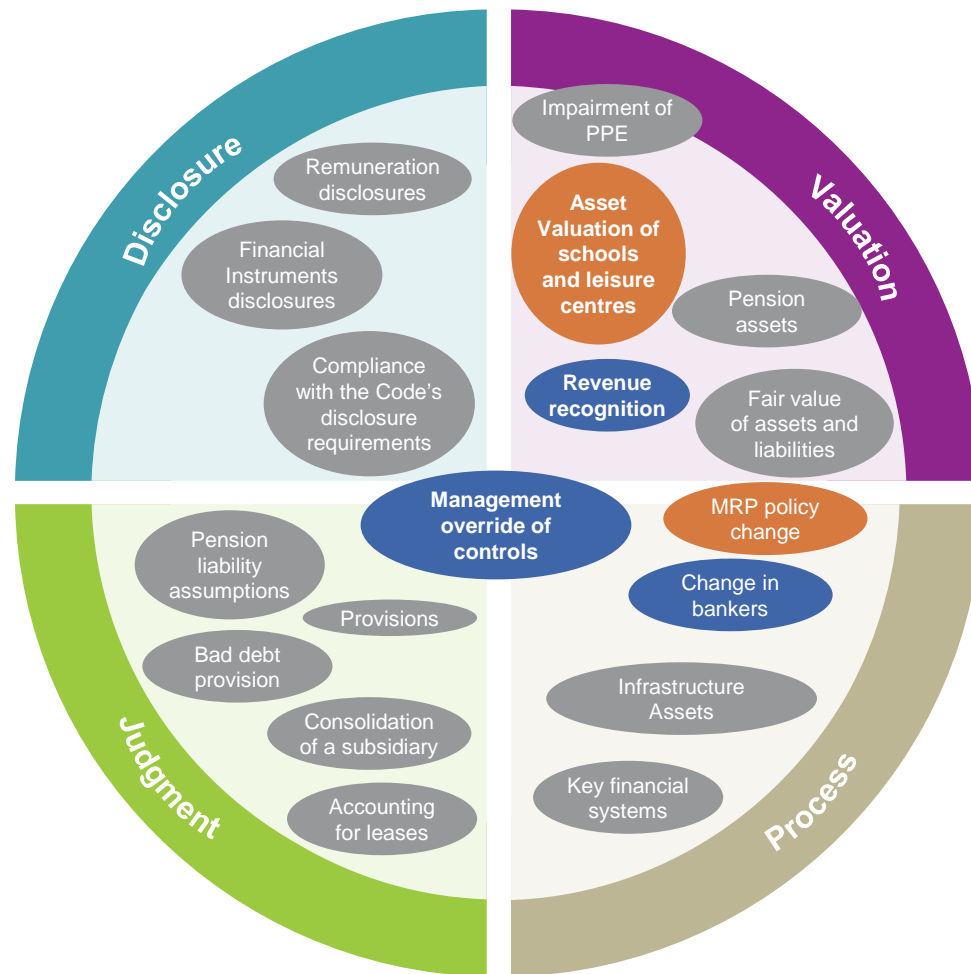 Disclosure
Remuneration
disclosures
Financial
Instruments
disclosures
Compliance
with the Code’s
disclosure
requirements
Valuation
Impairment of
PPE
Asset
Valuation of
schools
and leisure
centres
Pension
assets
Revenue
recognition
Fair value
of assets and
liabilities
Management
override of
controls
Judgment
Pension
liability
assumptions
Provisions
Bad debt
provision
Consolidation
of a subsidiary
Accounting
for leases
Process
MRP policy
change
Change in
bankers
Infrastructure
Assets
Key financial
systems